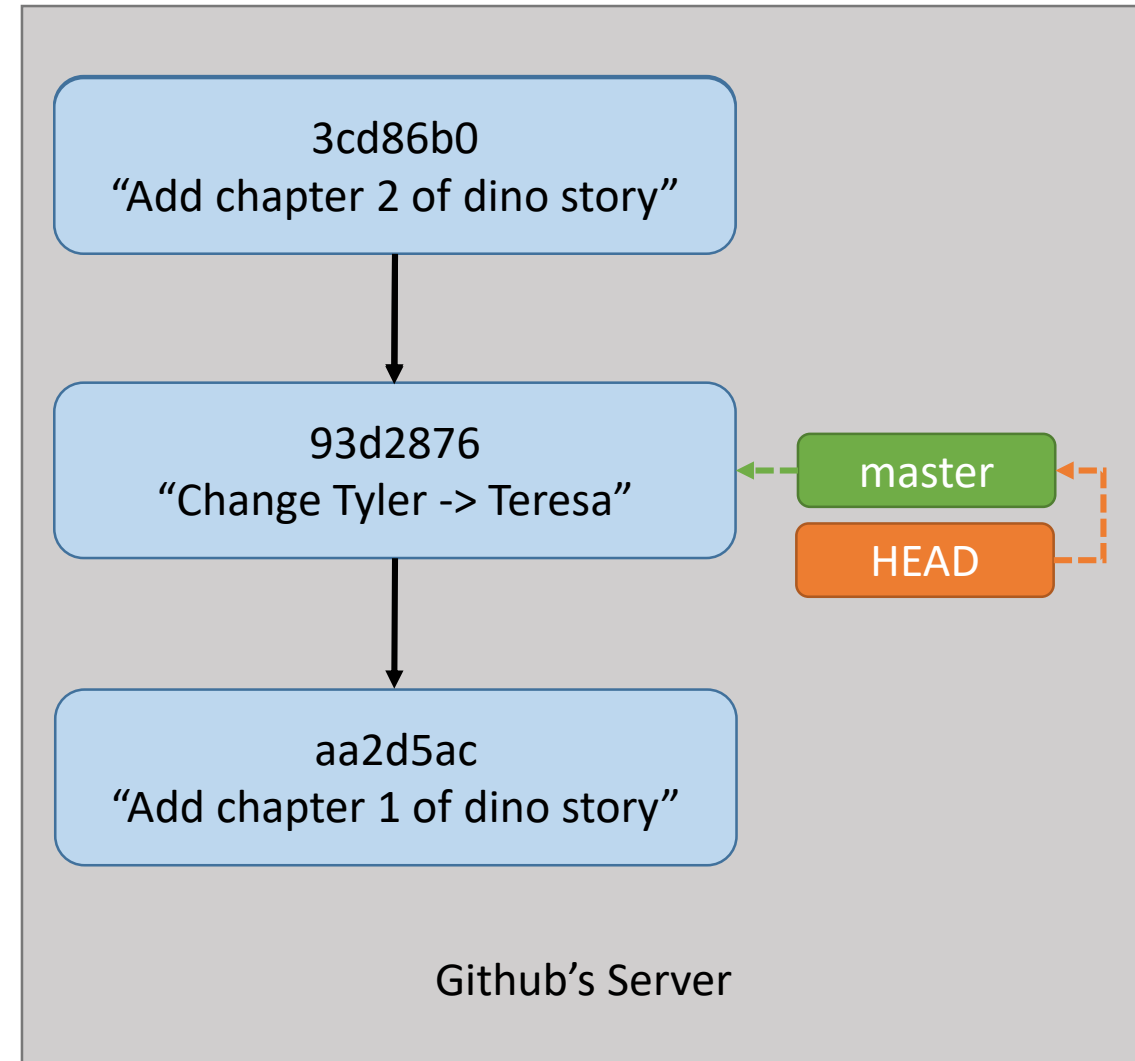 3cd86b0
“Add chapter 2 of dino story”
93d2876
“Change Tyler -> Teresa”
master
HEAD
aa2d5ac
“Add chapter 1 of dino story”
Github’s Server